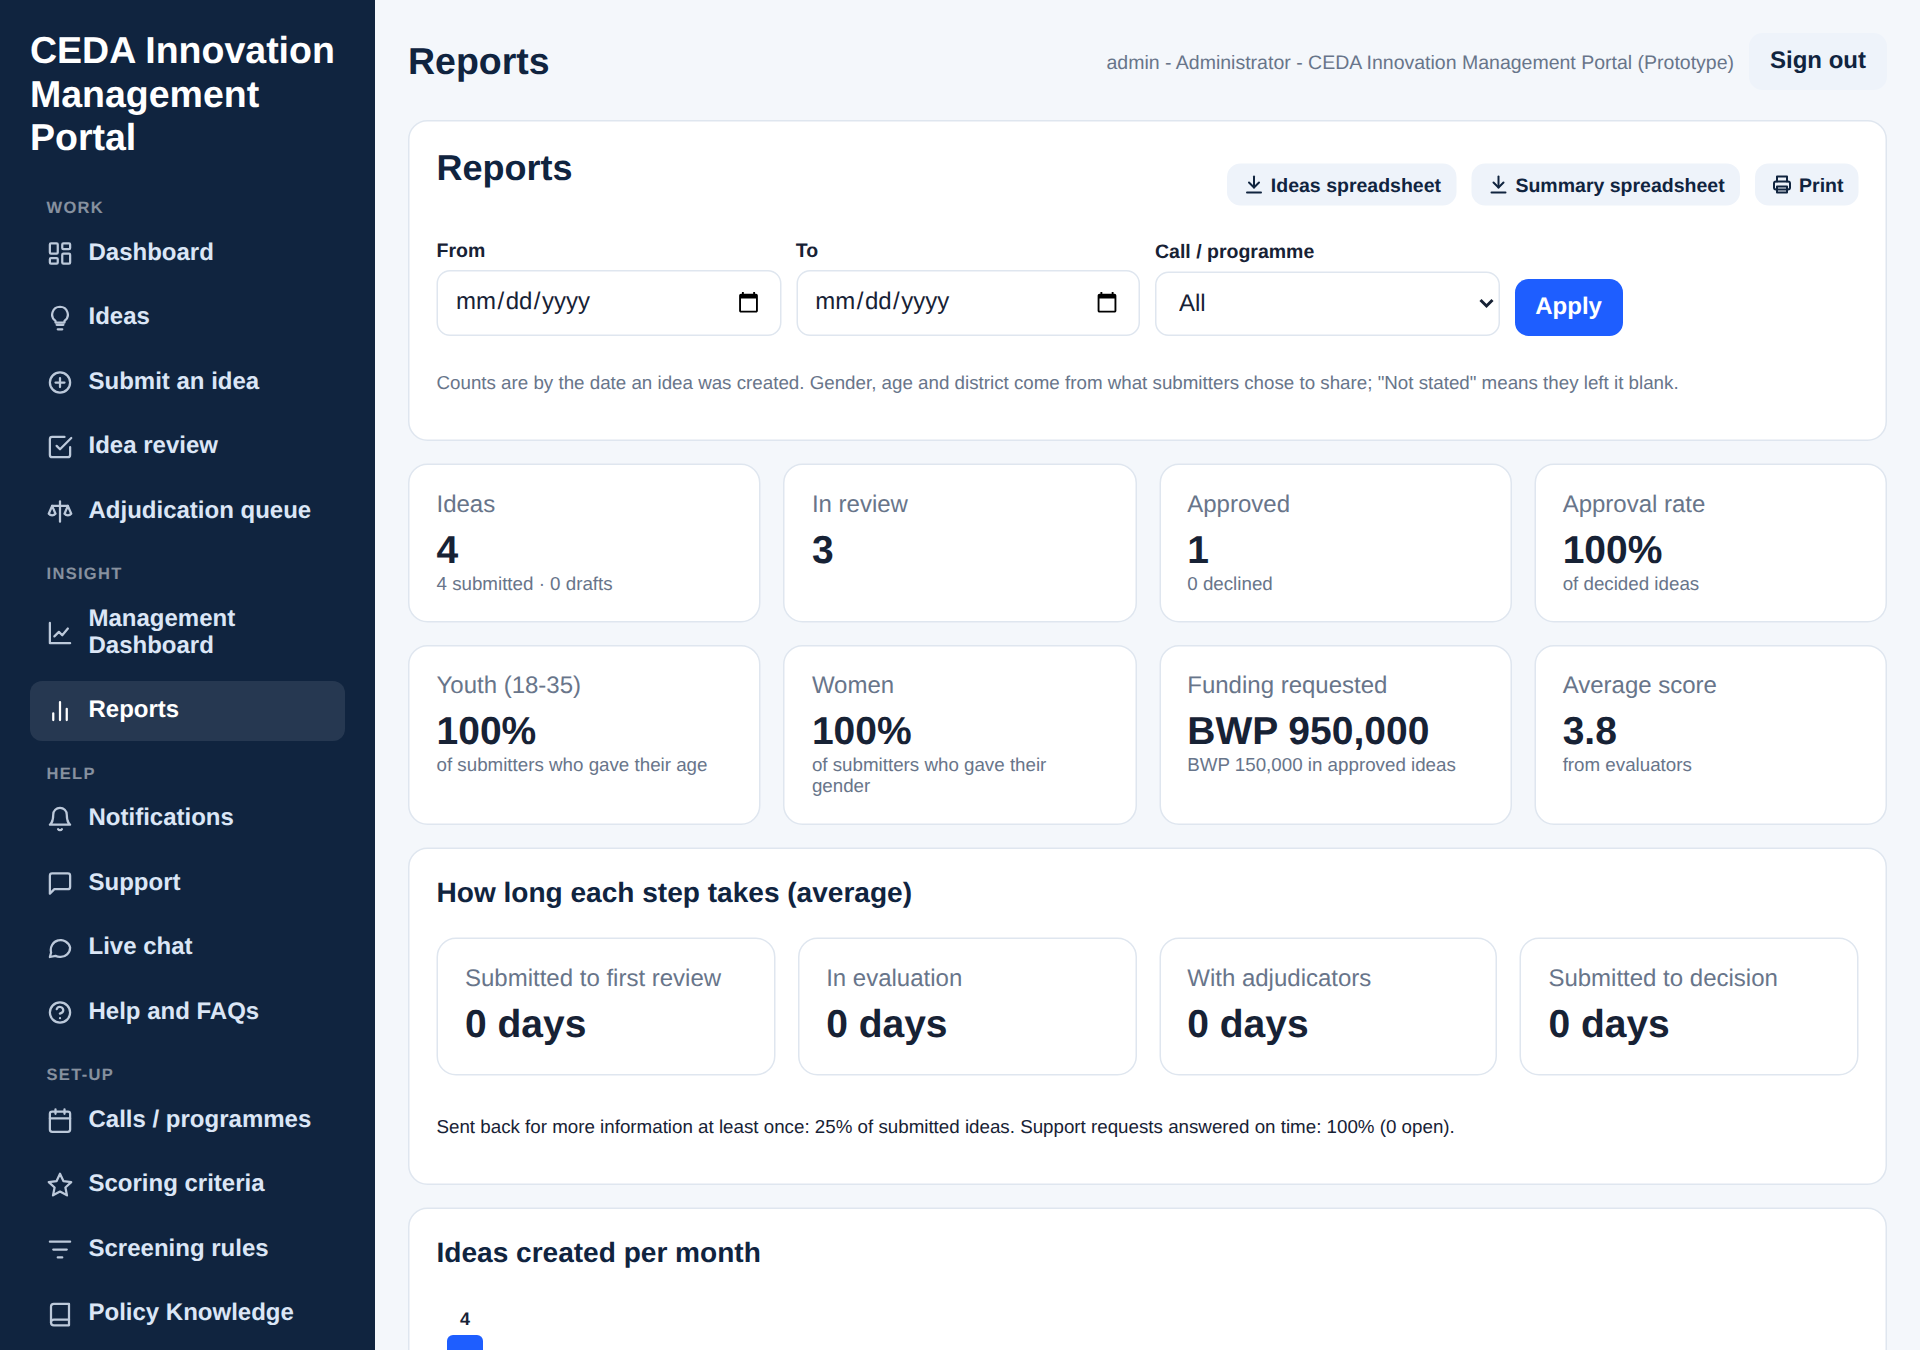 CEDA Innovation
Management
Portal
WORK
Dashboard
Ideas
Submit an idea
Idea review
Adjudication queue
INSIGHT
Management
Dashboard
Reports
HELP
Notifications
Support
Live chat
Help and FAQs
SET-UP
Calls / programmes
Scoring criteria
Screening rules
Policy Knowledge
Reports
admin - Administrator - CEDA Innovation Management Portal (Prototype)
Sign out
Reports
Ideas spreadsheet
Summary spreadsheet
Print
From
To
Call / programme
mm/dd/yyyy
mm/dd/yyyy
All
Apply
Counts are by the date an idea was created. Gender, age and district come from what submitters chose to share; "Not stated" means they left it blank.
Ideas
4
4 submitted · 0 drafts
In review
3
Approved
1
0 declined
Approval rate
100%
of decided ideas
Youth (18-35)
100%
of submitters who gave their age
Women
100%
of submitters who gave their
gender
Funding requested
BWP 950,000
BWP 150,000 in approved ideas
Average score
3.8
from evaluators
How long each step takes (average)
Submitted to first review
0 days
In evaluation
0 days
With adjudicators
0 days
Submitted to decision
0 days
Sent back for more information at least once: 25% of submitted ideas. Support requests answered on time: 100% (0 open).
Ideas created per month
4